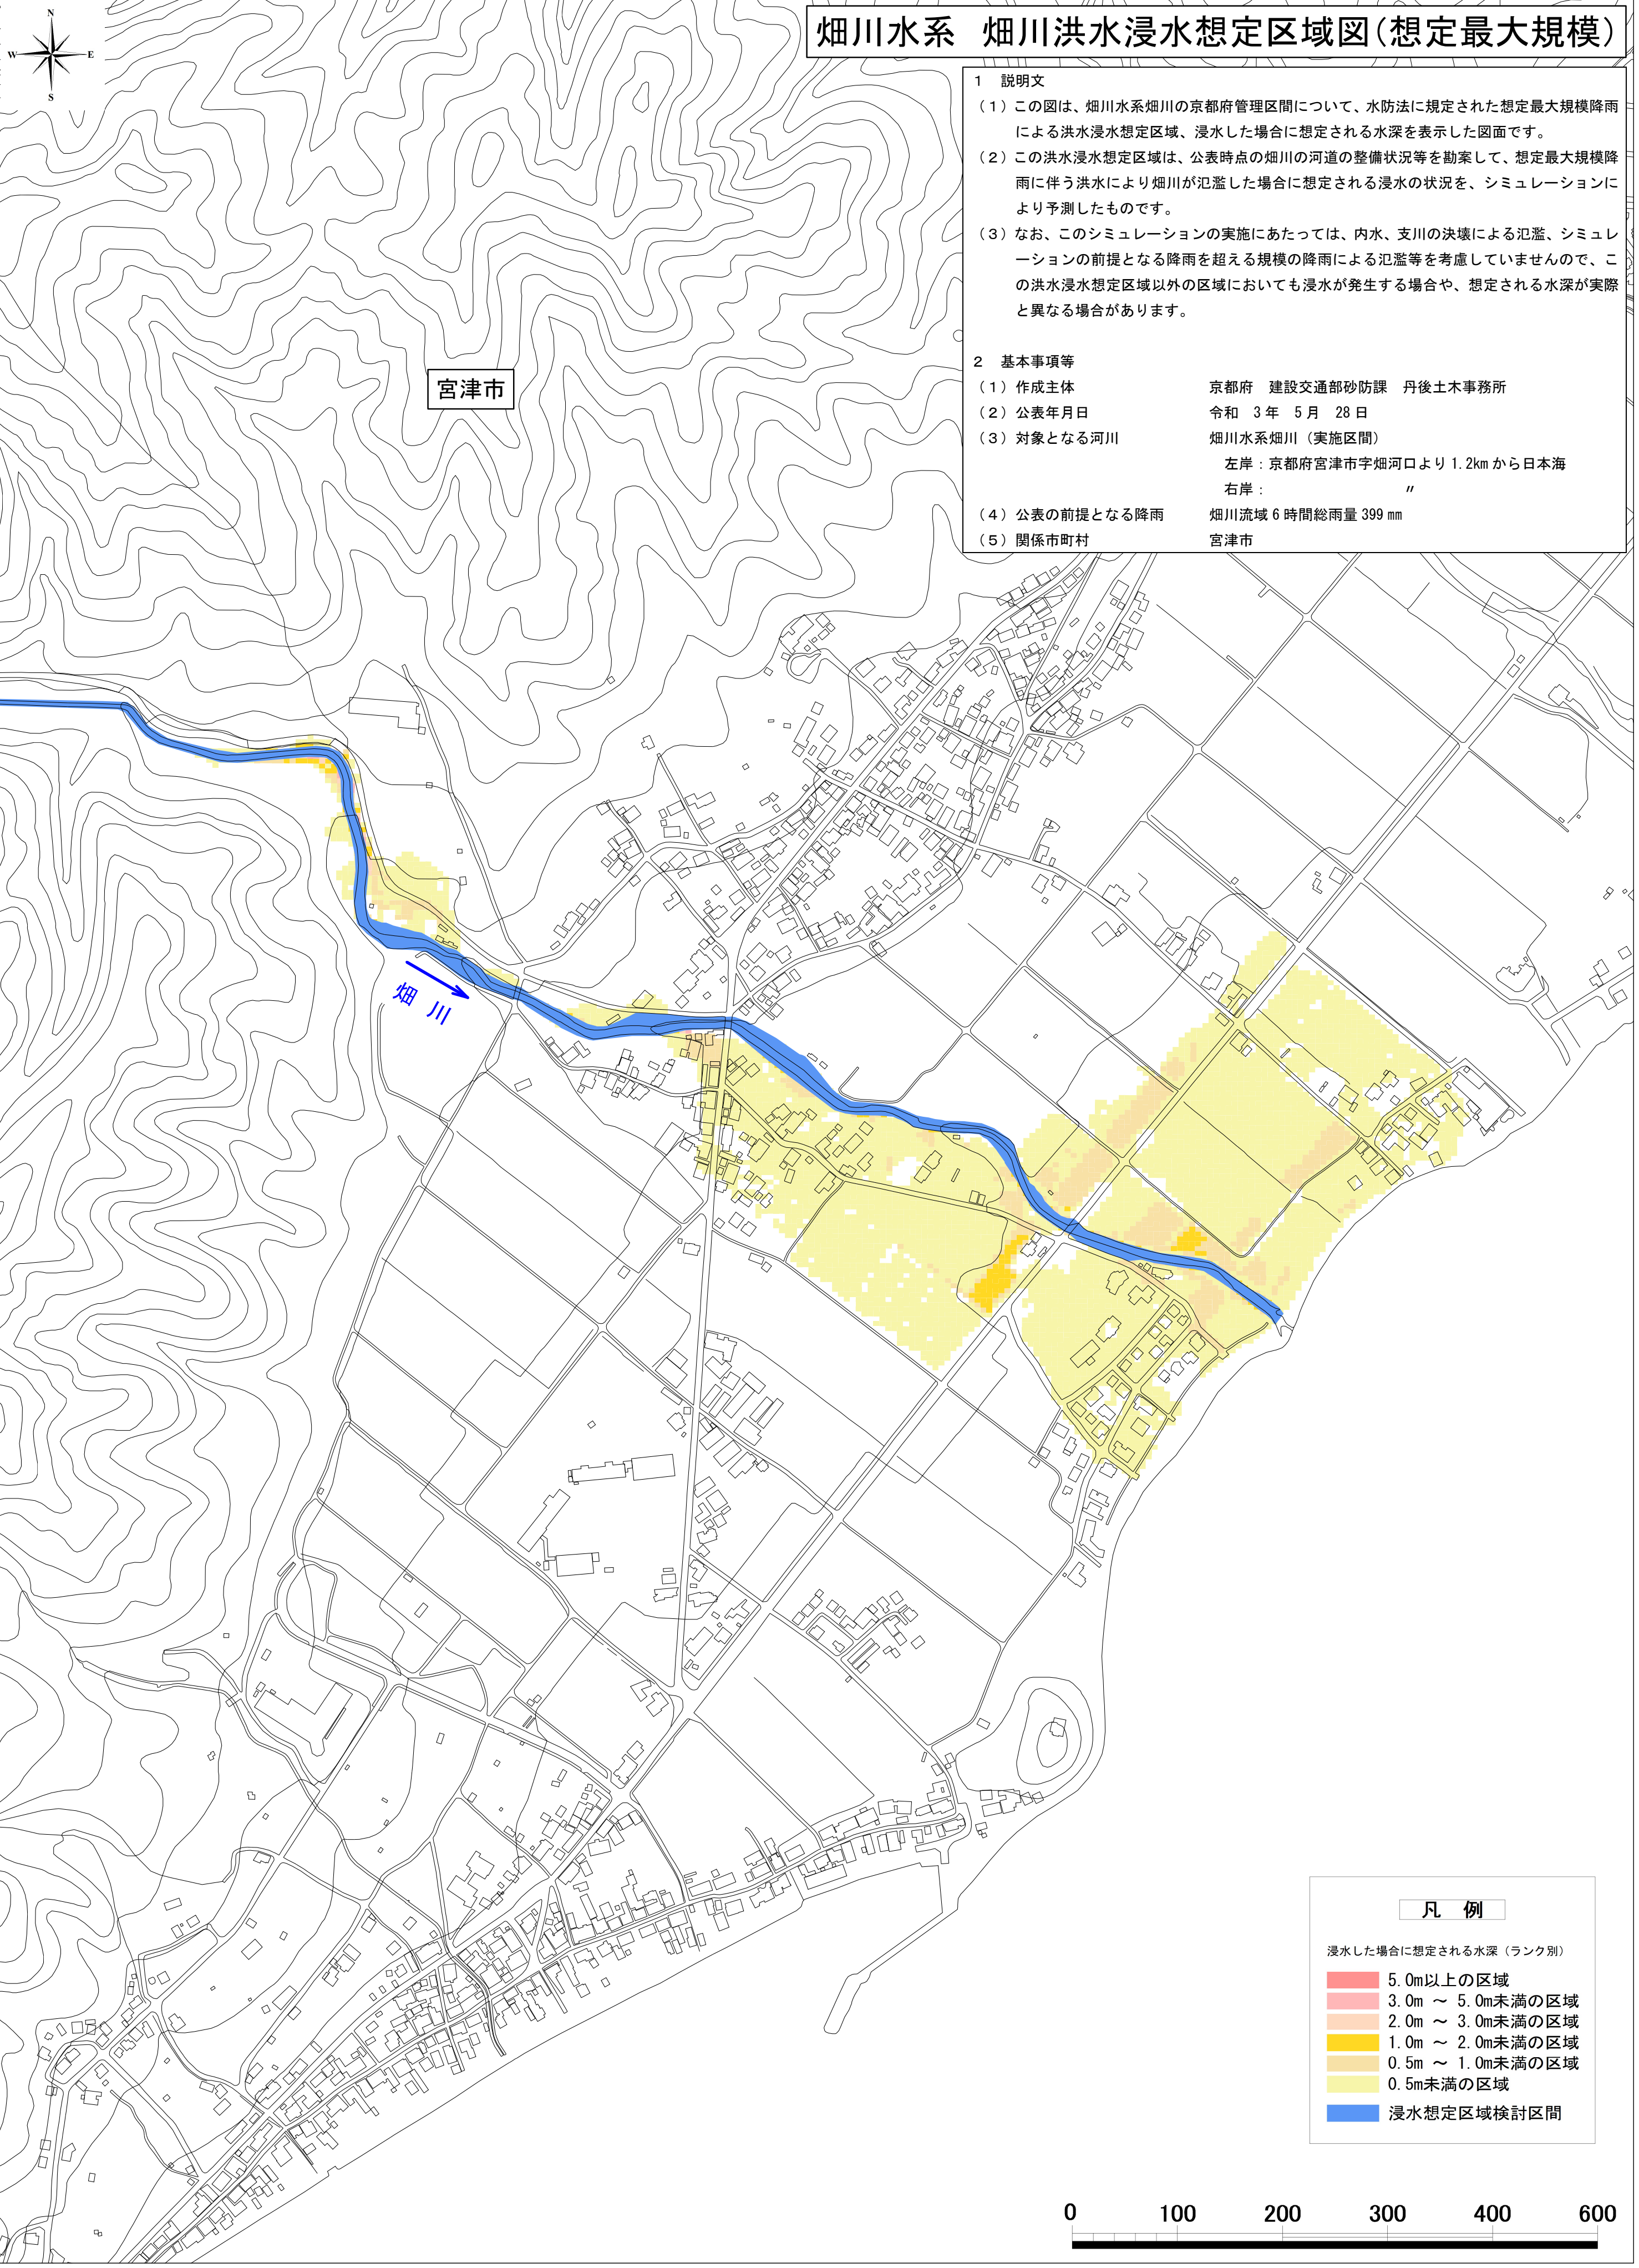 N
W
E
S
畑川水系 畑川洪水浸水想定区域図(想定最大規模)
1 説明文
(1)この図は、畑川水系畑川の京都府管理区間について、水防法に規定された想定最大規模降雨
による洪水浸水想定区域、浸水した場合に想定される水深を表示した図面です。
(2)この洪水浸水想定区域は、公表時点の畑川の河道の整備状況等を勘案して、想定最大規模降
雨に伴う洪水により畑川が氾濫した場合に想定される浸水の状況を、シミュレーションに
より予測したものです。
(3)なお、このシミュレーションの実施にあたっては、内水、支川の決壊による氾濫、シミュレ
ーションの前提となる降雨を超える規模の降雨による氾濫等を考慮していませんので、こ
の洪水浸水想定区域以外の区域においても浸水が発生する場合や、想定される水深が実際
と異なる場合があります。
2 基本事項等
(1)作成主体 京都府 建設交通部砂防課 丹後土木事務所
(2)公表年月日 令和 3年 5月 28日
(3)対象となる河川 畑川水系畑川(実施区間)
左岸:京都府宮津市字畑河口より1.2kmから日本海
右岸: 〃
(4)公表の前提となる降雨 畑川流域6時間総雨量399㎜
(5)関係市町村 宮津市
宮津市
畑川
凡 例
浸水した場合に想定される水深(ランク別)
5.0m以上の区域
3.0m ～ 5.0m未満の区域
2.0m ～ 3.0m未満の区域
1.0m ～ 2.0m未満の区域
0.5m ～ 1.0m未満の区域
0.5m未満の区域
浸水想定区域検討区間
0 100 200 300 400 600